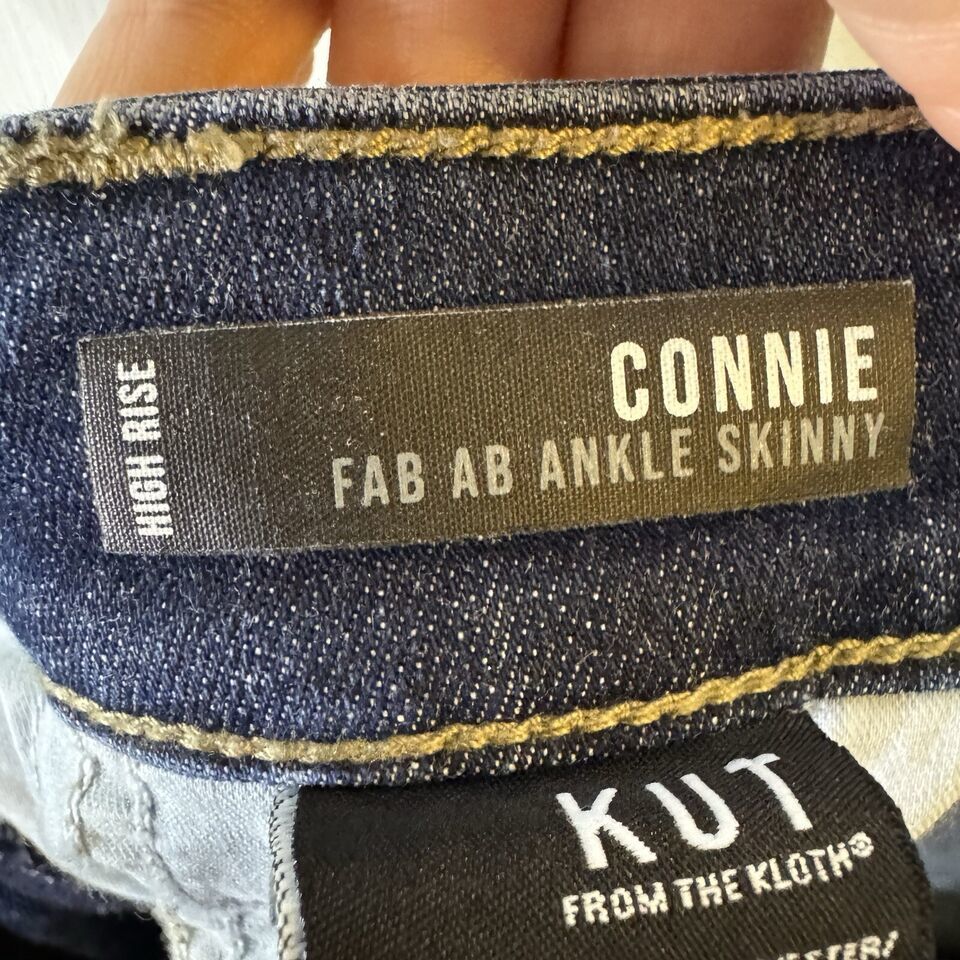 HIGH RISE
CONNIE
FAB AB ANKLE SKINNY
KUT
FROM THE KLOTH®